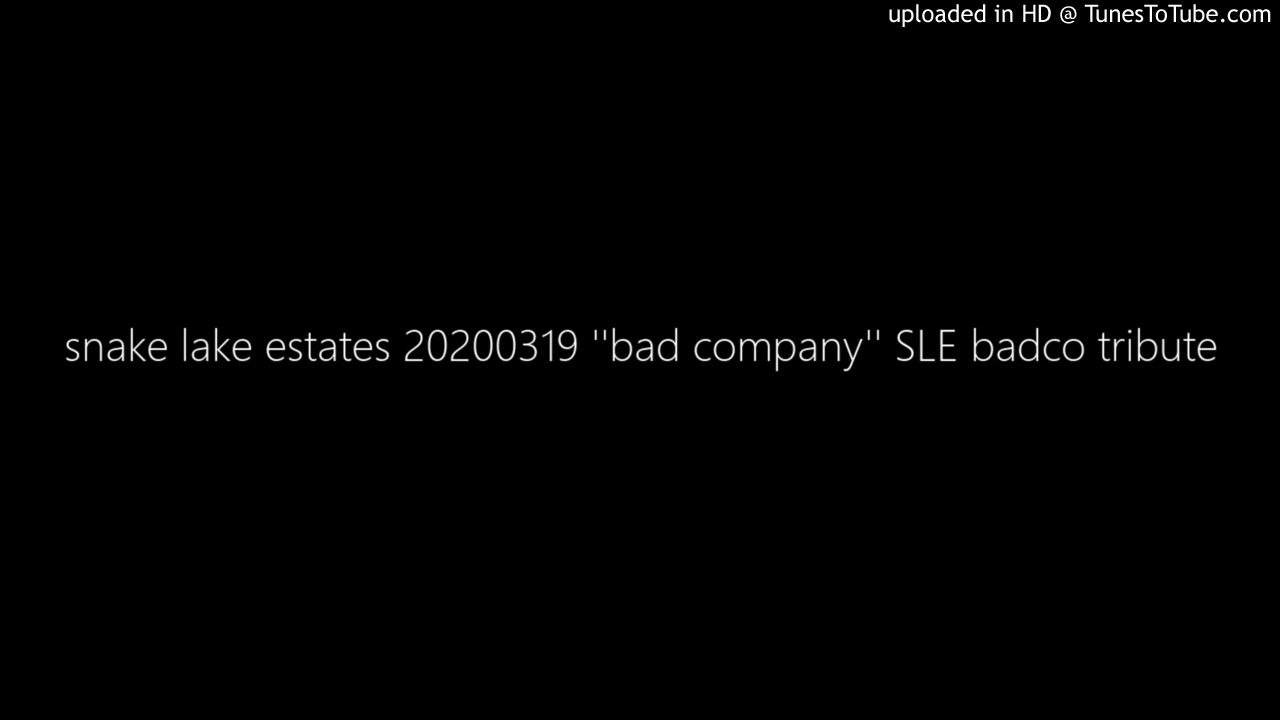 uploaded in HD @ TunesToTube.com
snake lake estates 20200319 "bad company" SLE badco tribute